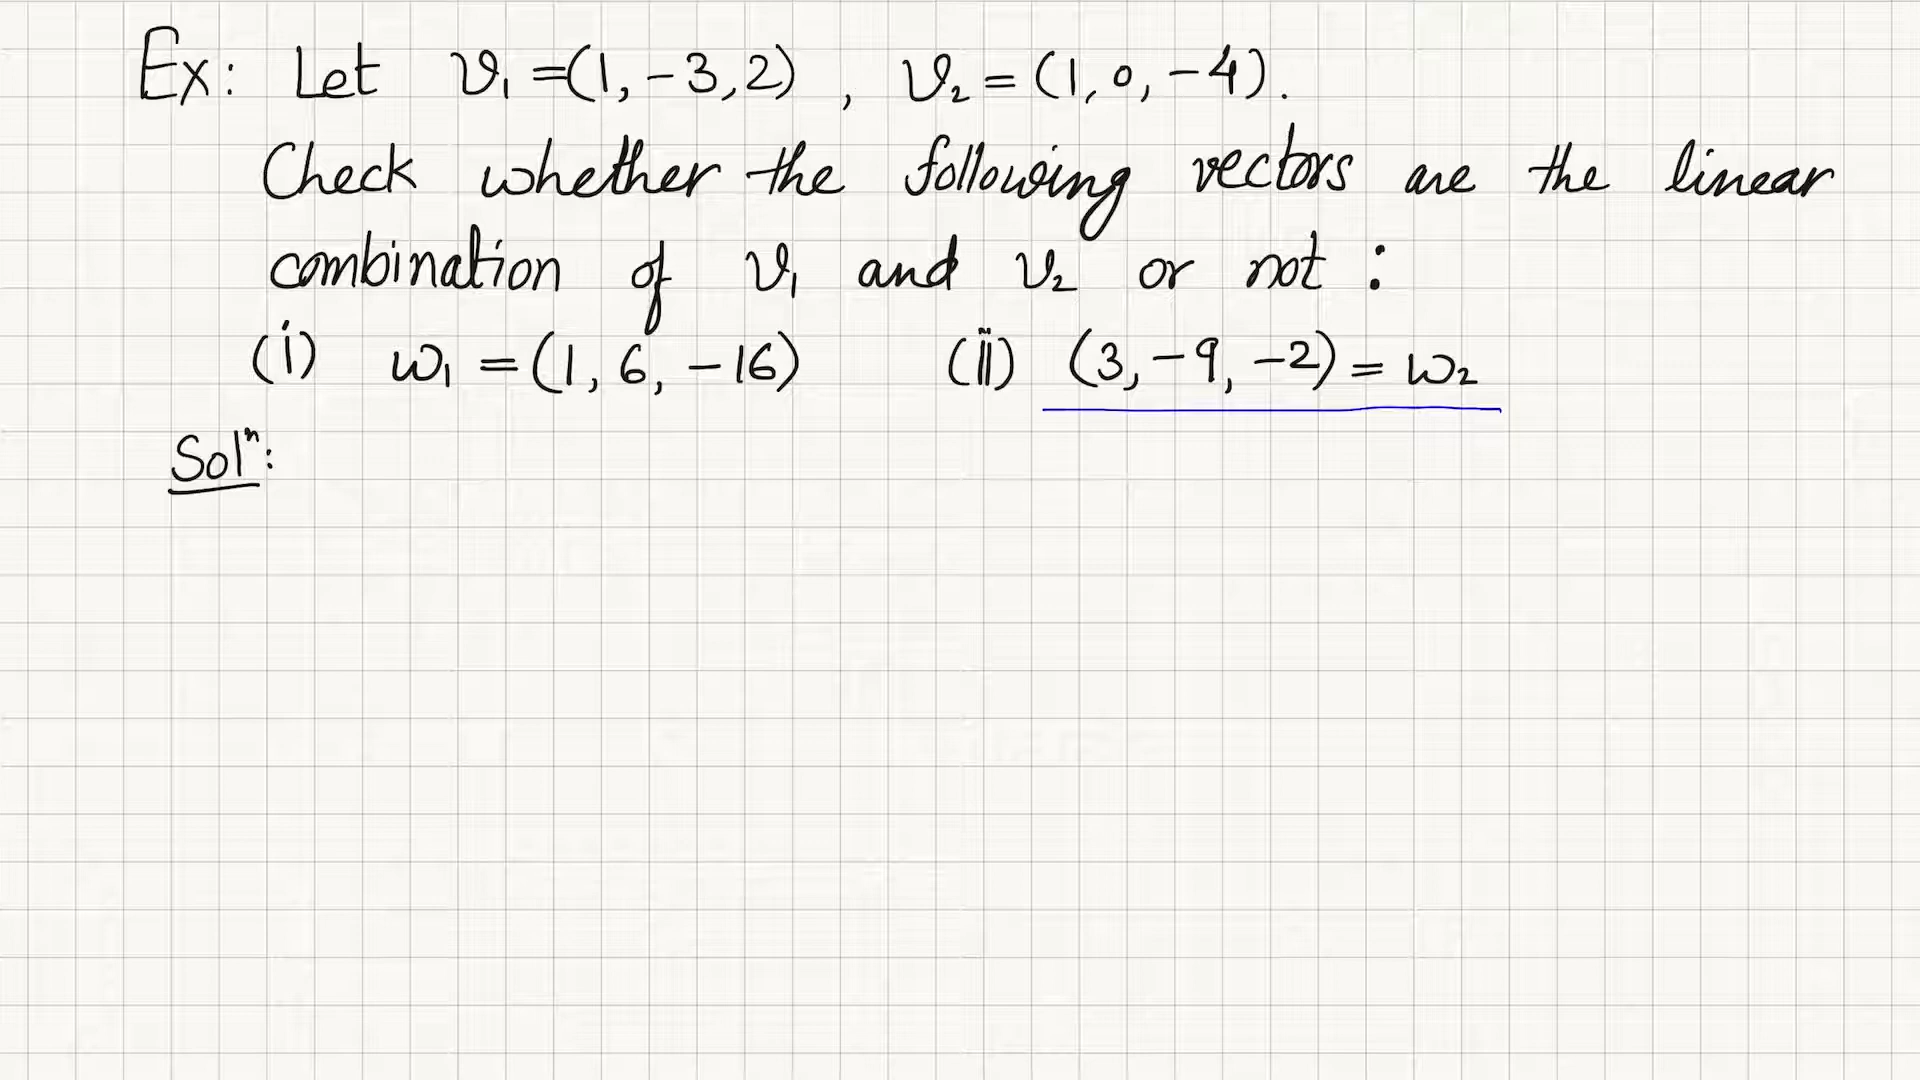 Ex: Let v₁ = (1, -3, 2) , v₂ = (1, 0, -4).
Check whether the following vectors are the linear
combination of v₁ and v₂ or not :
(i) w₁ = (1, 6, -16) (ii) (3, -9, -2) = w₂
Solⁿ: